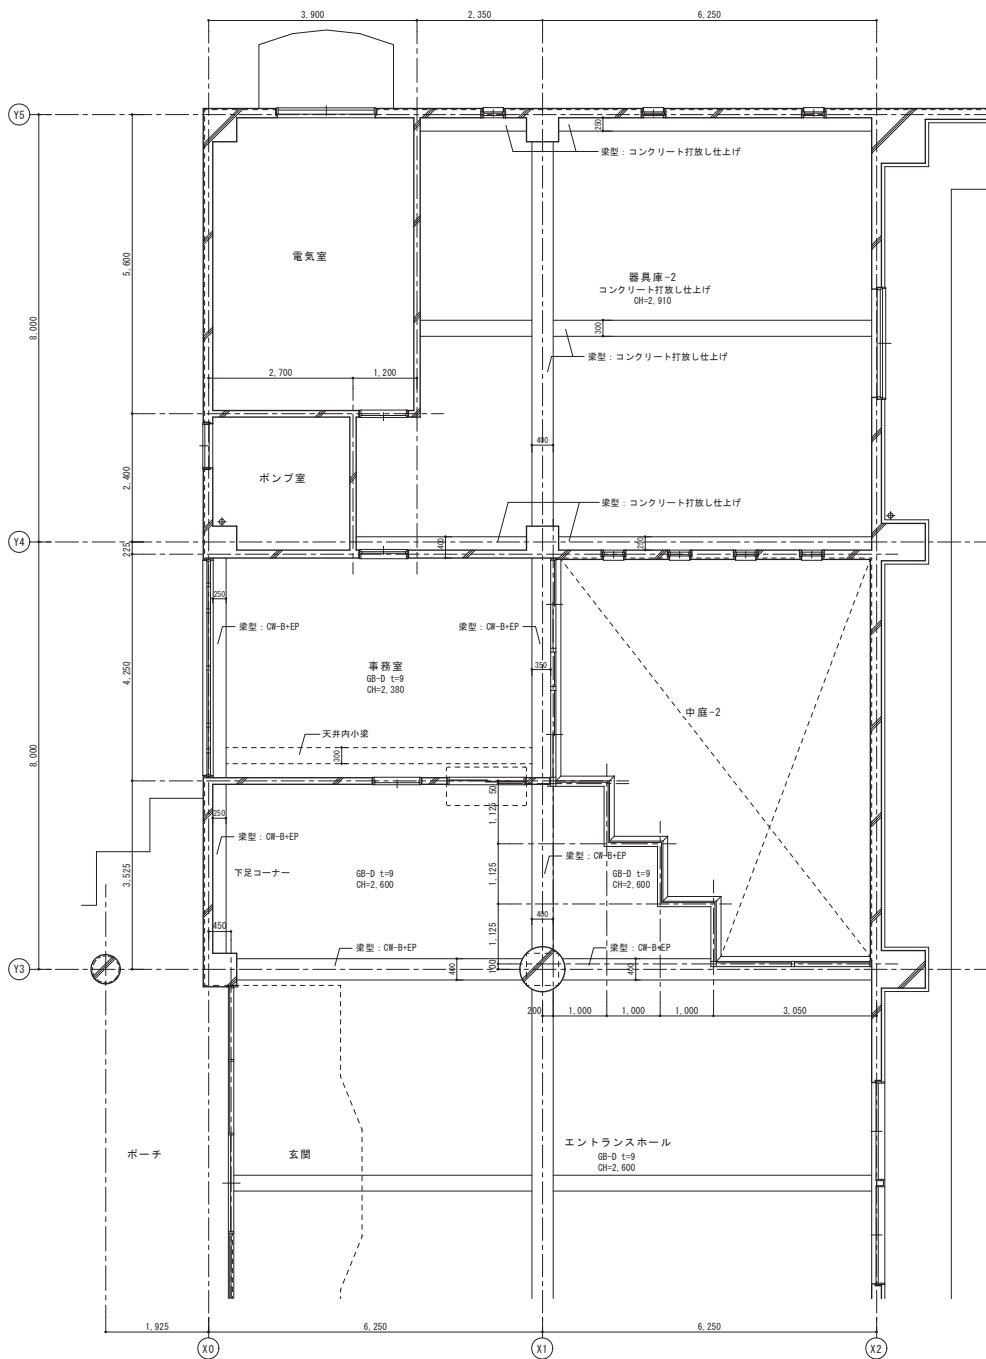 3,900
2,350
6,250
Y5
250
梁型：コンクリート打放し仕上げ
電気室
5,600
器具庫-2
コンクリート打放し仕上げ
CH=2,910
8,000
300
梁型：コンクリート打放し仕上げ
2,700
1,200
400
2,400
ポンプ室
梁型：コンクリート打放し仕上げ
Y4
225
400
250
250
梁型：CW-B+EP
梁型：CW-B+EP
4,250
事務室
GB-D t=9
CH=2,380
350
中庭-2
天井内小梁
300
8,000
50
1,125
250
梁型：CW-B+EP
梁型：CW-B+EP
3,525
下足コーナー
GB-D t=9
CH=2,600
1,125
GB-D t=9
CH=2,600
400
450
1,125
梁型：CW-B+EP
梁型：CW-B+EP
Y3
400
100
400
200
1,000
1,000
1,000
3,050
ポーチ
玄関
エントランスホール
GB-D t=9
CH=2,600
1,925
6,250
6,250
X0
X1
X2